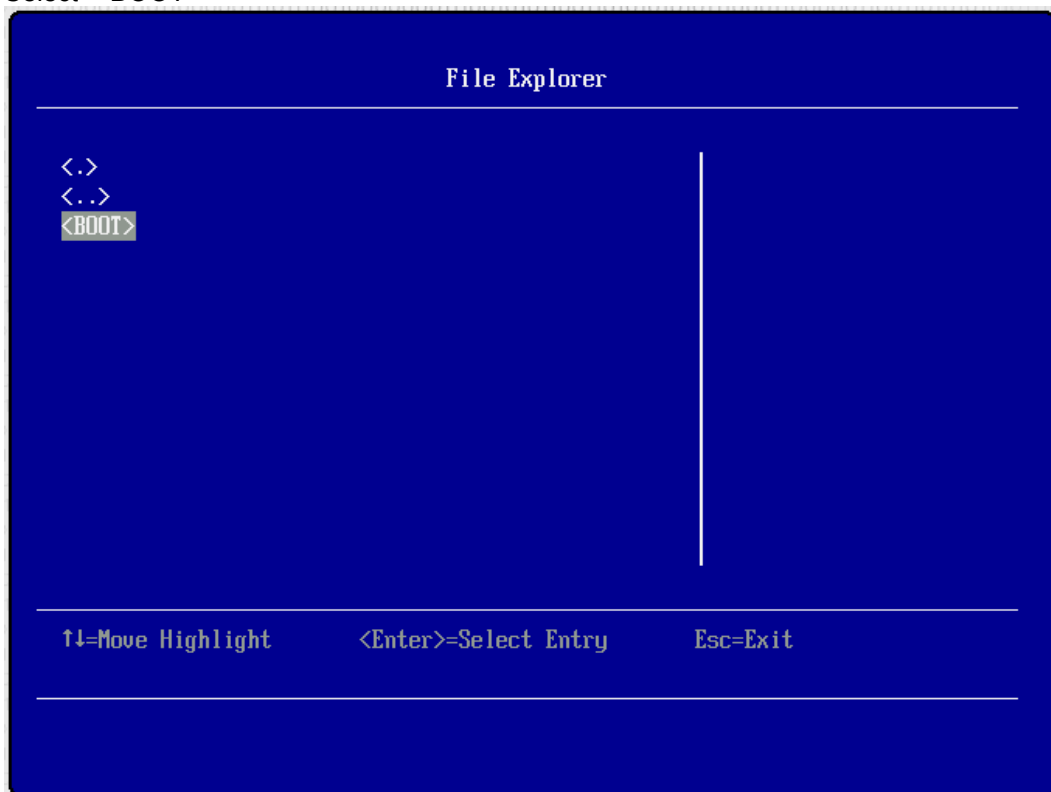 File Explorer
<.>
<..>
<BOOT>
↑↓=Move Highlight <Enter>=Select Entry Esc=Exit